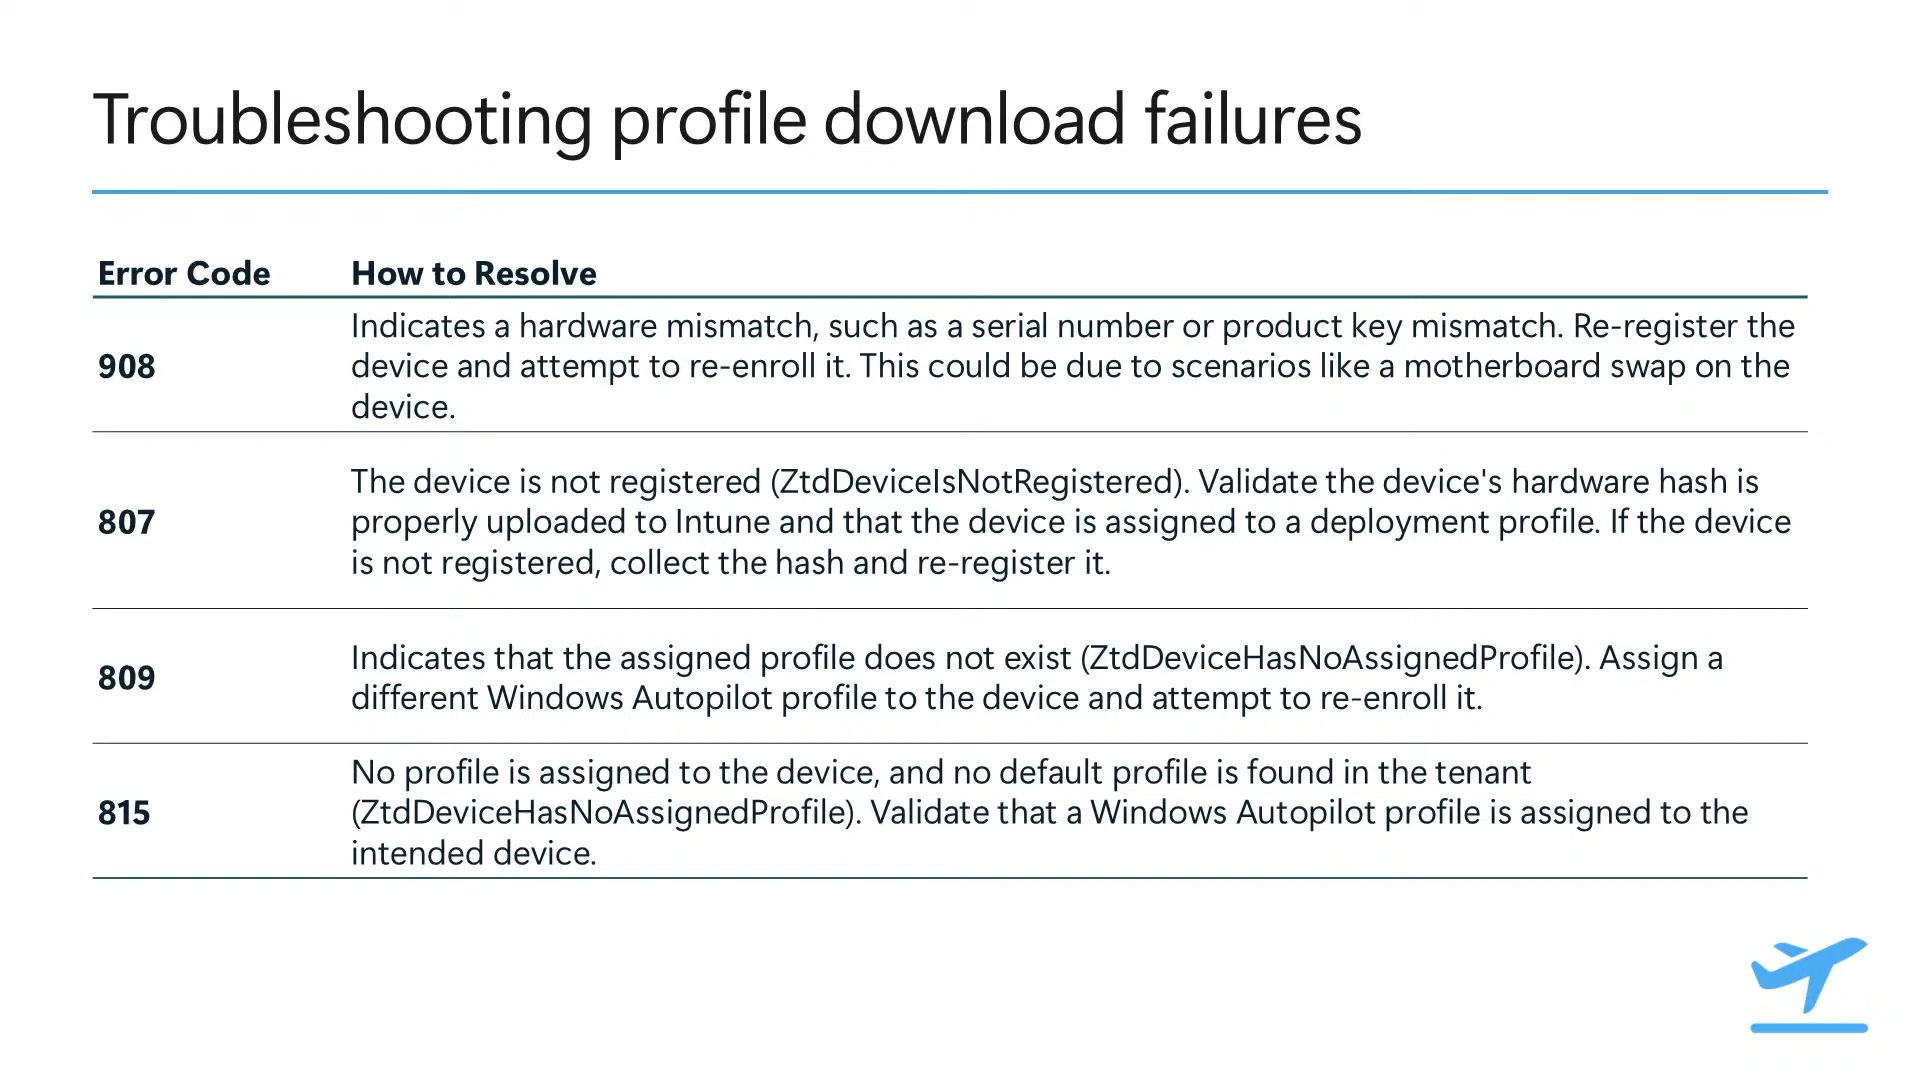 Troubleshooting profile download failures
Error Code
How to Resolve
908
Indicates a hardware mismatch, such as a serial number or product key mismatch. Re-register the
device and attempt to re-enroll it. This could be due to scenarios like a motherboard swap on the
device.
807
The device is not registered (ZtdDeviceIsNotRegistered). Validate the device's hardware hash is
properly uploaded to Intune and that the device is assigned to a deployment profile. If the device
is not registered, collect the hash and re-register it.
809
Indicates that the assigned profile does not exist (ZtdDeviceHasNoAssignedProfile). Assign a
different Windows Autopilot profile to the device and attempt to re-enroll it.
815
No profile is assigned to the device, and no default profile is found in the tenant
(ZtdDeviceHasNoAssignedProfile). Validate that a Windows Autopilot profile is assigned to the
intended device.